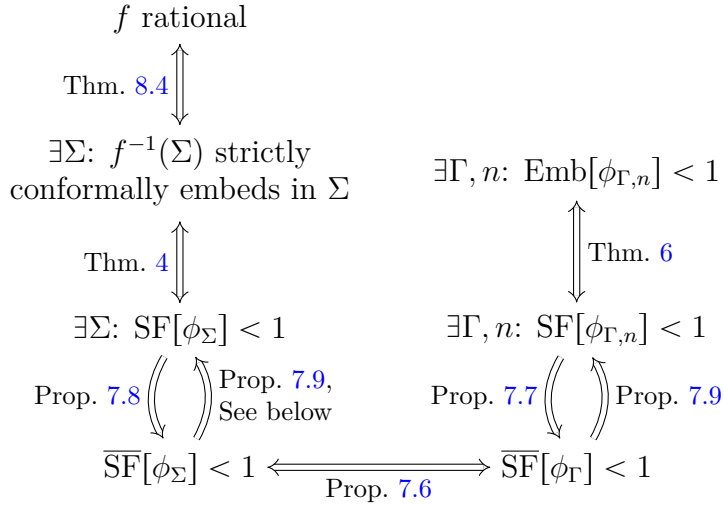 f rational
Thm. 8.4
∃Σ: f⁻¹(Σ) strictly
conformally embeds in Σ
∃Γ, n: Emb[ϕ_{Γ,n}] < 1
Thm. 4
Thm. 6
∃Σ: SF[ϕ_Σ] < 1
∃Γ, n: SF[ϕ_{Γ,n}] < 1
Prop. 7.8
Prop. 7.9,
See below
Prop. 7.7
Prop. 7.9
S̅F̅[ϕ_Σ] < 1
S̅F̅[ϕ_Γ] < 1
Prop. 7.6